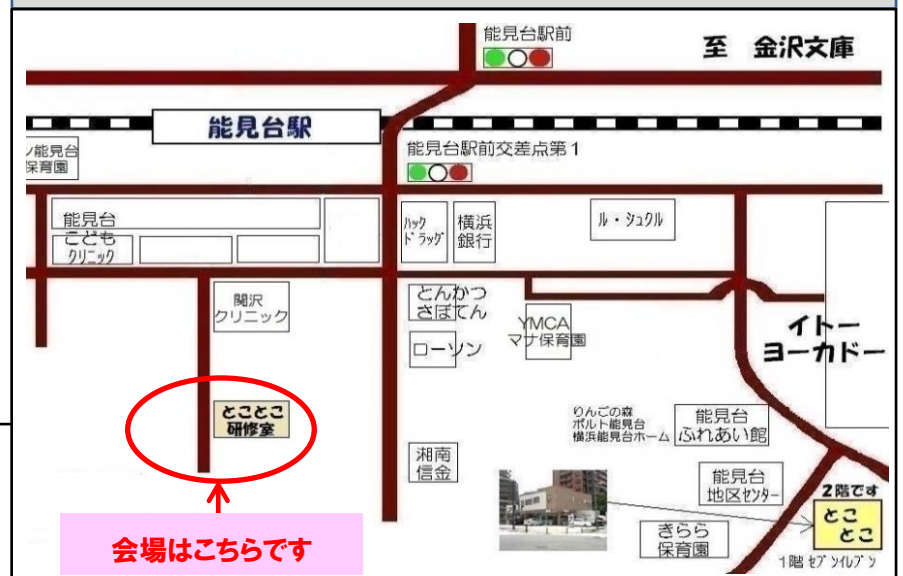 能見台駅前
至 金沢文庫
能見台駅
能見台駅前交差点第1
ン能見台
保育園
能見台
こども
クリニック
ハック
ドラッグ
横浜
銀行
ル・シュクル
関沢
クリニック
とんかつ
さぼてん
YMCA
マナ保育園
ローソン
イトー
ヨーカドー
とことこ
研修室
りんごの森
ポルト能見台
横浜能見台ホーム
能見台
ふれあい館
湘南
信金
能見台
地区センター
2階です
とこ
とこ
きらら
保育園
1階 セブンイレブン
会場はこちらです